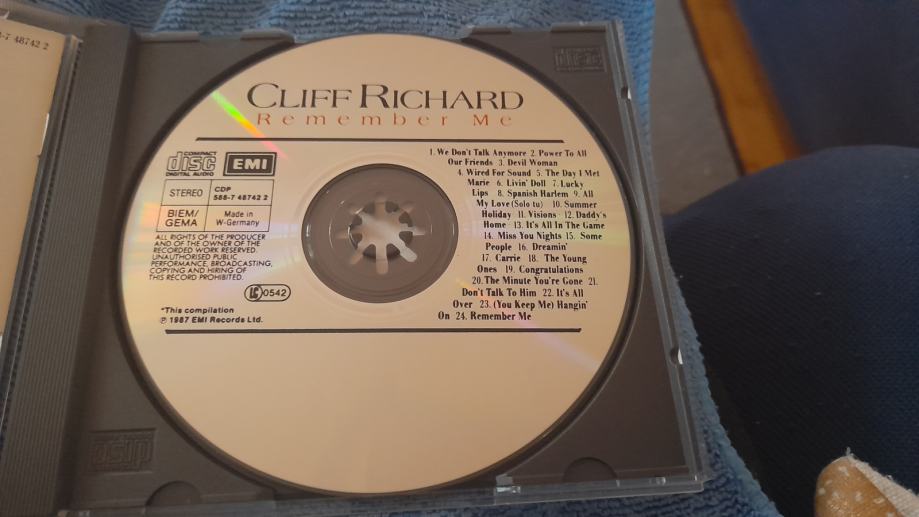 -7 48742 2
CLIFF RICHARD
Remember Me
COMPACT
disc
DIGITAL AUDIO
EMI
STEREO
CDP
588-7 48742 2
BIEM/
GEMA
Made in
W-Germany
ALL RIGHTS OF THE PRODUCER
AND OF THE OWNER OF THE
RECORDED WORK RESERVED.
UNAUTHORISED PUBLIC
PERFORMANCE, BROADCASTING,
COPYING AND HIRING OF
THIS RECORD PROHIBITED.
LC 0542
*This compilation
℗ 1987 EMI Records Ltd.
1. We Don't Talk Anymore 2. Power To All
Our Friends 3. Devil Woman
4. Wired For Sound 5. The Day I Met
Marie 6. Livin' Doll 7. Lucky
Lips 8. Spanish Harlem 9. All
My Love (Solo tu) 10. Summer
Holiday 11. Visions 12. Daddy's
Home 13. It's All In The Game
14. Miss You Nights 15. Some
People 16. Dreamin'
17. Carrie 18. The Young
Ones 19. Congratulations
20. The Minute You're Gone 21.
Don't Talk To Him 22. It's All
Over 23. (You Keep Me) Hangin'
On 24. Remember Me
disc